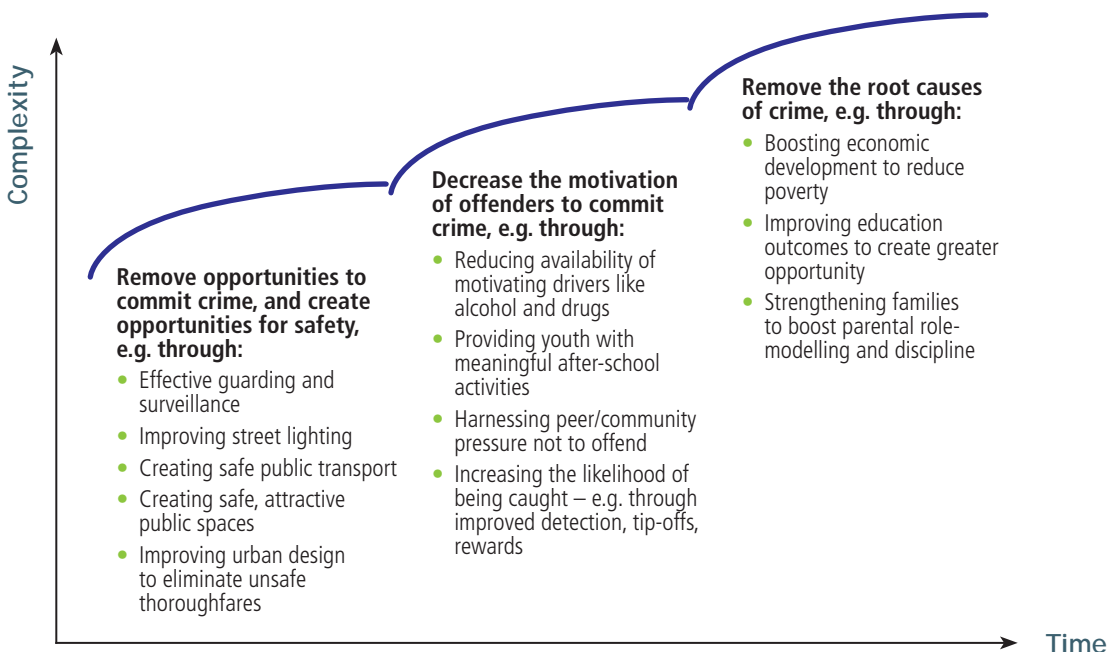 Complexity
Remove opportunities to
commit crime, and create
opportunities for safety,
e.g. through:
• Effective guarding and
surveillance
• Improving street lighting
• Creating safe public transport
• Creating safe, attractive
public spaces
• Improving urban design
to eliminate unsafe
thoroughfares
Decrease the motivation
of offenders to commit
crime, e.g. through:
• Reducing availability of
motivating drivers like
alcohol and drugs
• Providing youth with
meaningful after-school
activities
• Harnessing peer/community
pressure not to offend
• Increasing the likelihood of
being caught – e.g. through
improved detection, tip-offs,
rewards
Remove the root causes
of crime, e.g. through:
• Boosting economic
development to reduce
poverty
• Improving education
outcomes to create greater
opportunity
• Strengthening families
to boost parental role-
modelling and discipline
Time